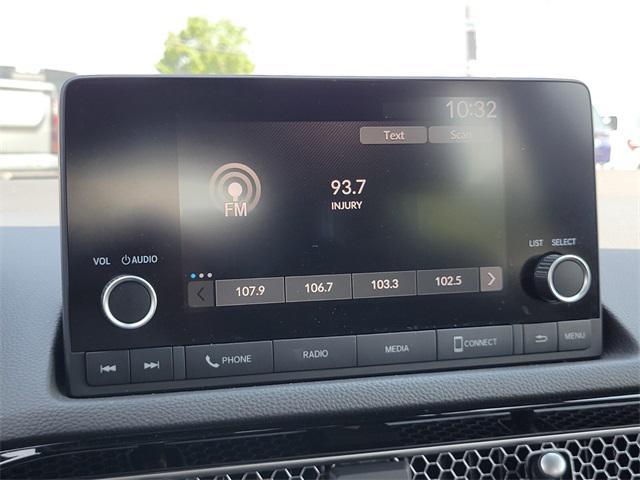 10:32
Text Scan
FM
93.7
INJURY
VOL AUDIO
LIST SELECT
107.9 106.7 103.3 102.5
PHONE RADIO MEDIA CONNECT MENU